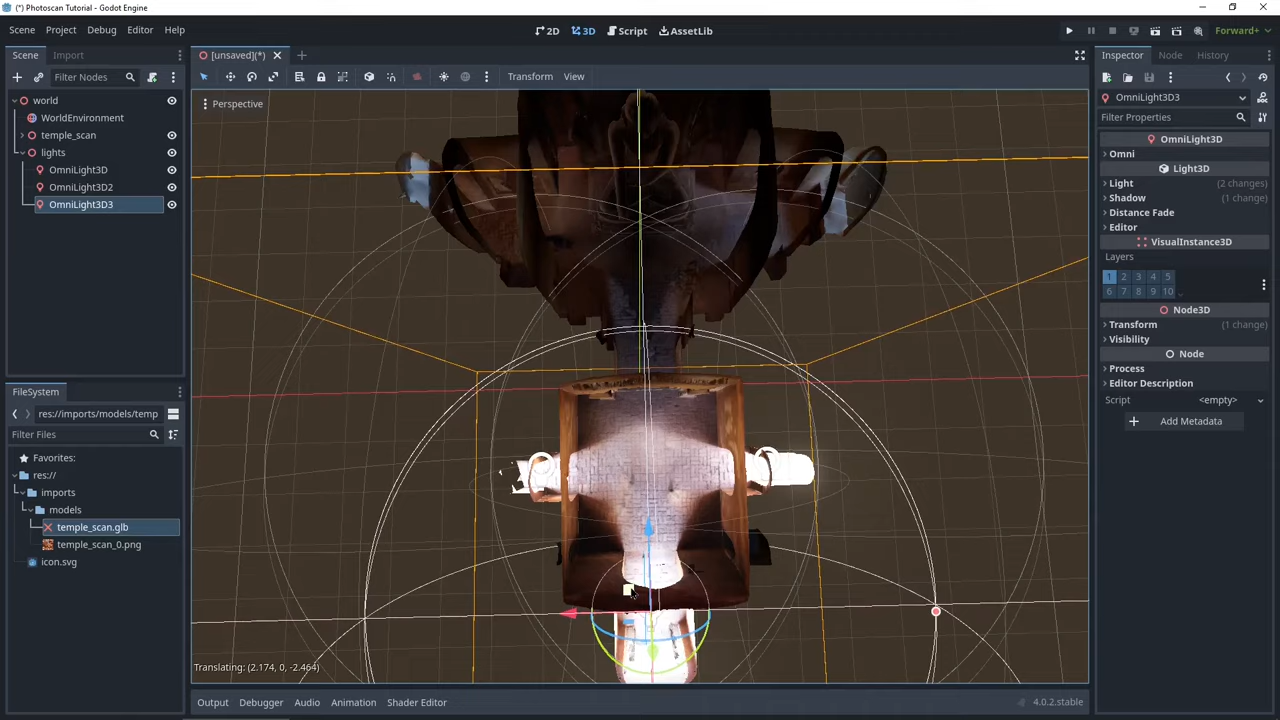 (*) Photoscan Tutorial - Godot Engine
Scene Project Debug Editor Help
2D 3D Script AssetLib
Forward+
Scene Import
[unsaved](*)
Inspector Node History
Filter Nodes
Transform View
OmniLight3D3
Filter Properties
world
WorldEnvironment
temple_scan
lights
OmniLight3D
OmniLight3D2
OmniLight3D3
Perspective
Translating: (2.174, 0, -2.464)
OmniLight3D
Omni
Light3D
Light (2 changes)
Shadow (1 change)
Distance Fade
Editor
VisualInstance3D
Layers
1 2 3 4 5
6 7 8 9 10
Node3D
Transform (1 change)
Visibility
Node
Process
Editor Description
Script <empty>
Add Metadata
FileSystem
res://imports/models/temp
Filter Files
Favorites:
res://
imports
models
temple_scan.glb
temple_scan_0.png
icon.svg
Output Debugger Audio Animation Shader Editor
4.0.2.stable